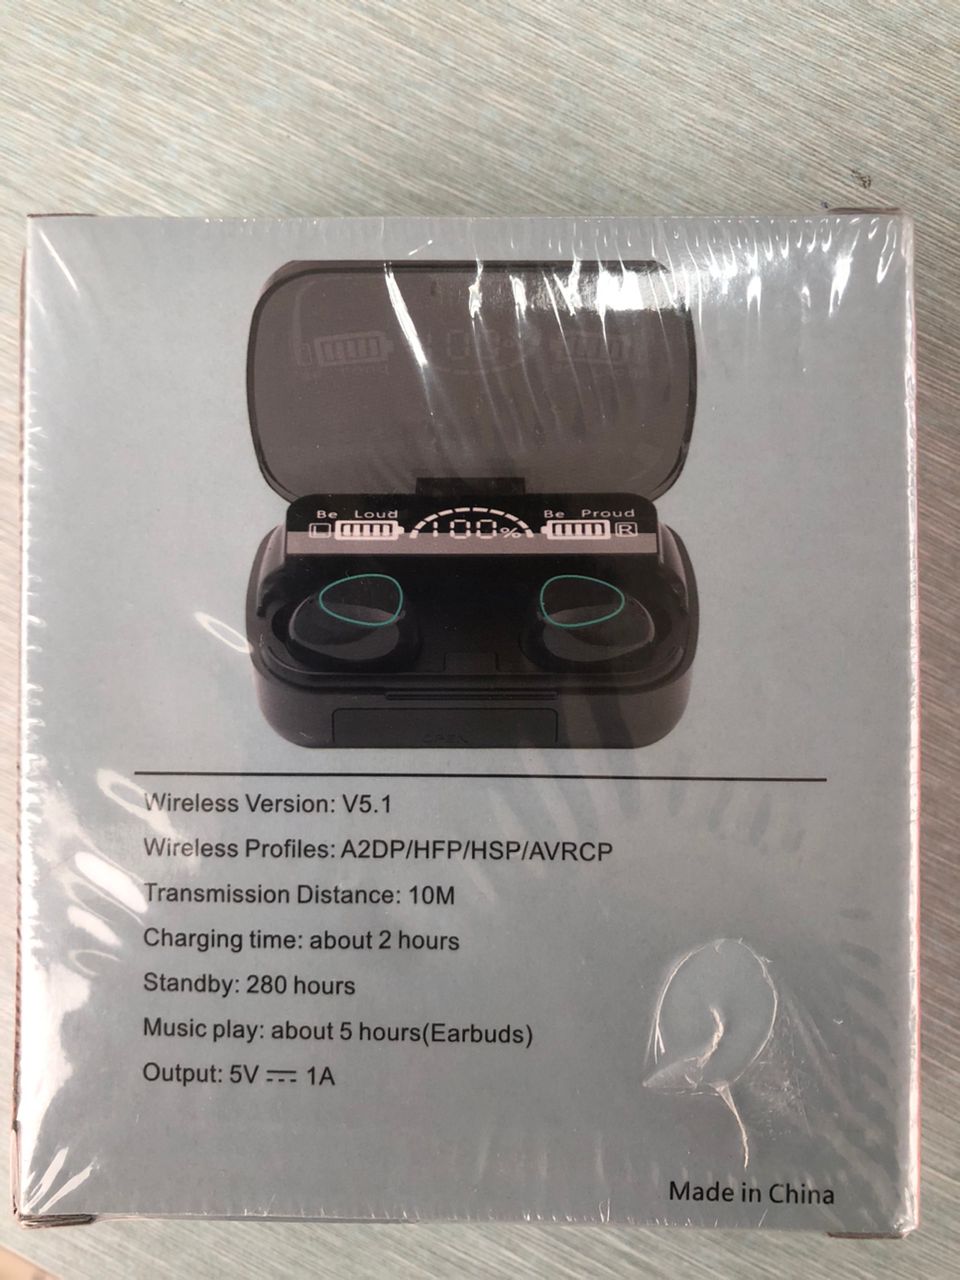 Be Loud
Be Proud
L
100%
R
OPEN
Wireless Version: V5.1
Wireless Profiles: A2DP/HFP/HSP/AVRCP
Transmission Distance: 10M
Charging time: about 2 hours
Standby: 280 hours
Music play: about 5 hours(Earbuds)
Output: 5V ⎓ 1A
Made in China